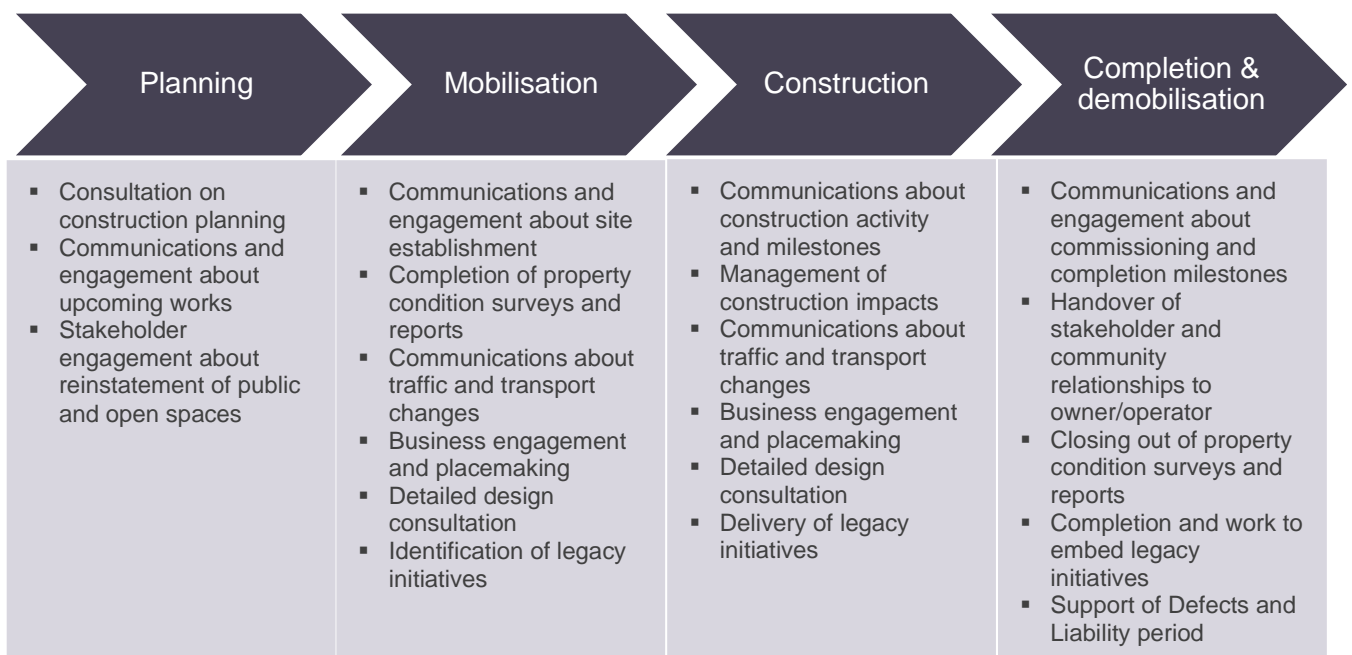 Planning
Mobilisation
Construction
Completion &
demobilisation
▪ Consultation on
construction planning
▪ Communications and
engagement about
upcoming works
▪ Stakeholder
engagement about
reinstatement of public
and open spaces
▪ Communications and
engagement about site
establishment
▪ Completion of property
condition surveys and
reports
▪ Communications about
traffic and transport
changes
▪ Business engagement
and placemaking
▪ Detailed design
consultation
▪ Identification of legacy
initiatives
▪ Communications about
construction activity
and milestones
▪ Management of
construction impacts
▪ Communications about
traffic and transport
changes
▪ Business engagement
and placemaking
▪ Detailed design
consultation
▪ Delivery of legacy
initiatives
▪ Communications and
engagement about
commissioning and
completion milestones
▪ Handover of
stakeholder and
community
relationships to
owner/operator
▪ Closing out of property
condition surveys and
reports
▪ Completion and work to
embed legacy
initiatives
▪ Support of Defects and
Liability period